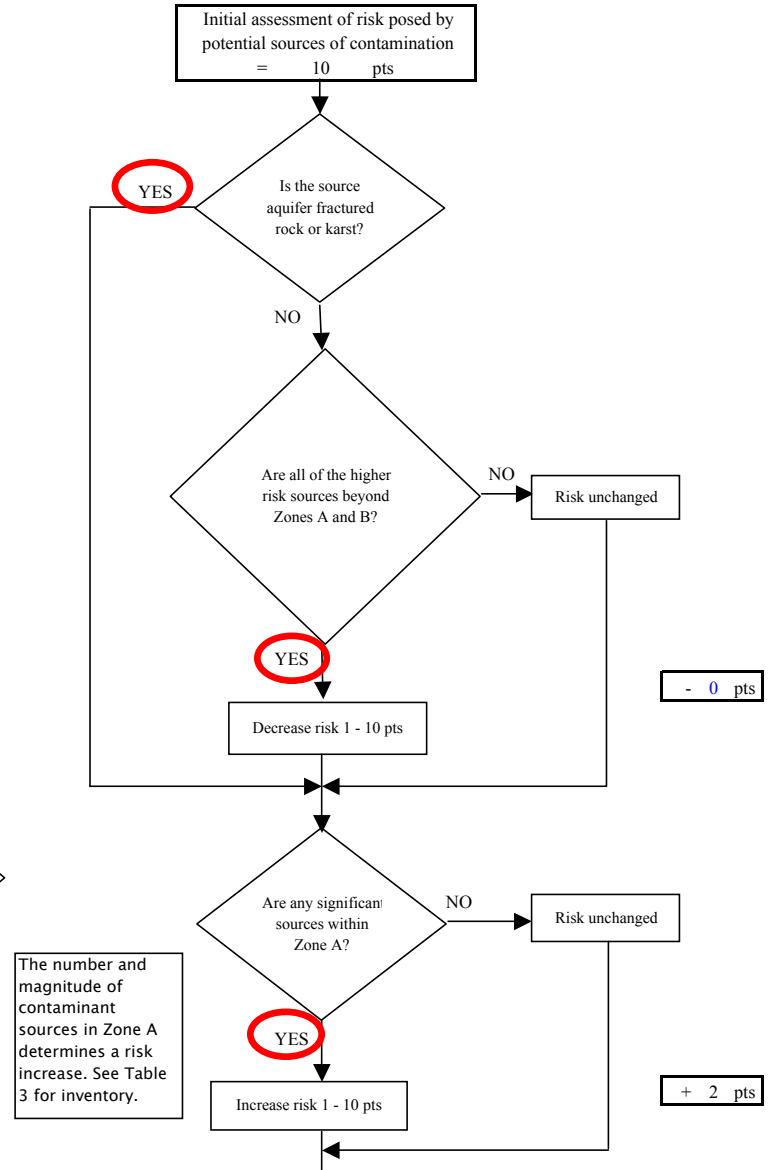 Initial assessment of risk posed by
potential sources of contamination
= 10 pts
YES
Is the source
aquifer fractured
rock or karst?
NO
Are all of the higher
risk sources beyond
Zones A and B?
NO
Risk unchanged
YES
- 0 pts
Decrease risk 1 - 10 pts
Are any significant
sources within
Zone A?
NO
Risk unchanged
The number and
magnitude of
contaminant
sources in Zone A
determines a risk
increase. See Table
3 for inventory.
YES
+ 2 pts
Increase risk 1 - 10 pts